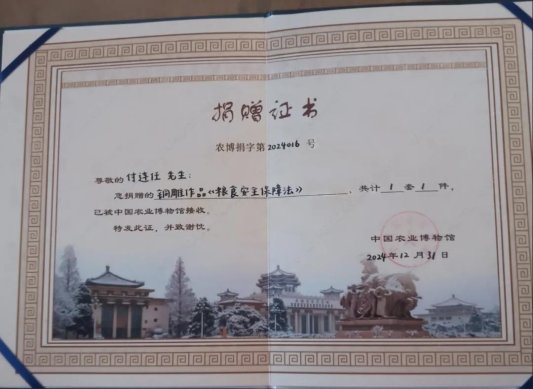 捐赠证书
农博捐字第2024016号
尊敬的付连江先生:
您捐赠的铜雕作品《粮食安全保障法》,共计1套1件,
已被中国农业博物馆接收。
特发此证,并致谢忱。
中国农业博物馆
2024年12月31日